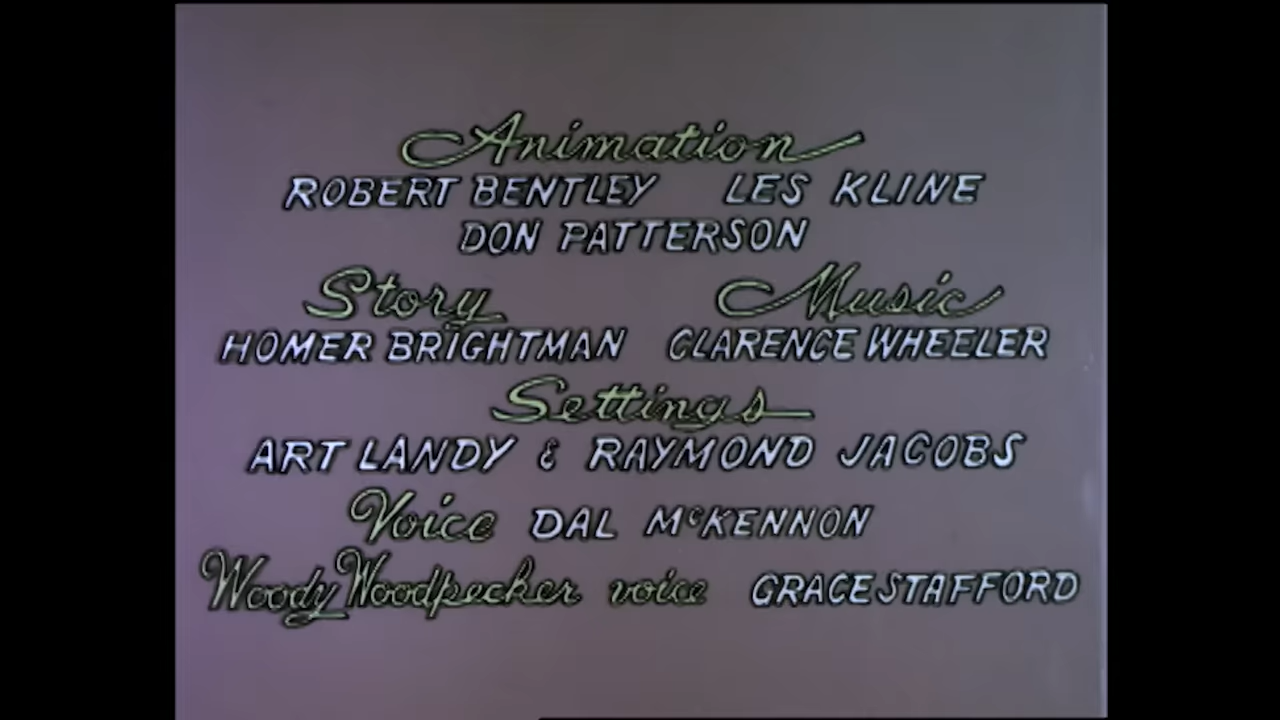 Animation
ROBERT BENTLEY LES KLINE
DON PATTERSON
Story Music
HOMER BRIGHTMAN CLARENCE WHEELER
Settings
ART LANDY & RAYMOND JACOBS
Voice DAL McKENNON
Woody Woodpecker voice GRACE STAFFORD